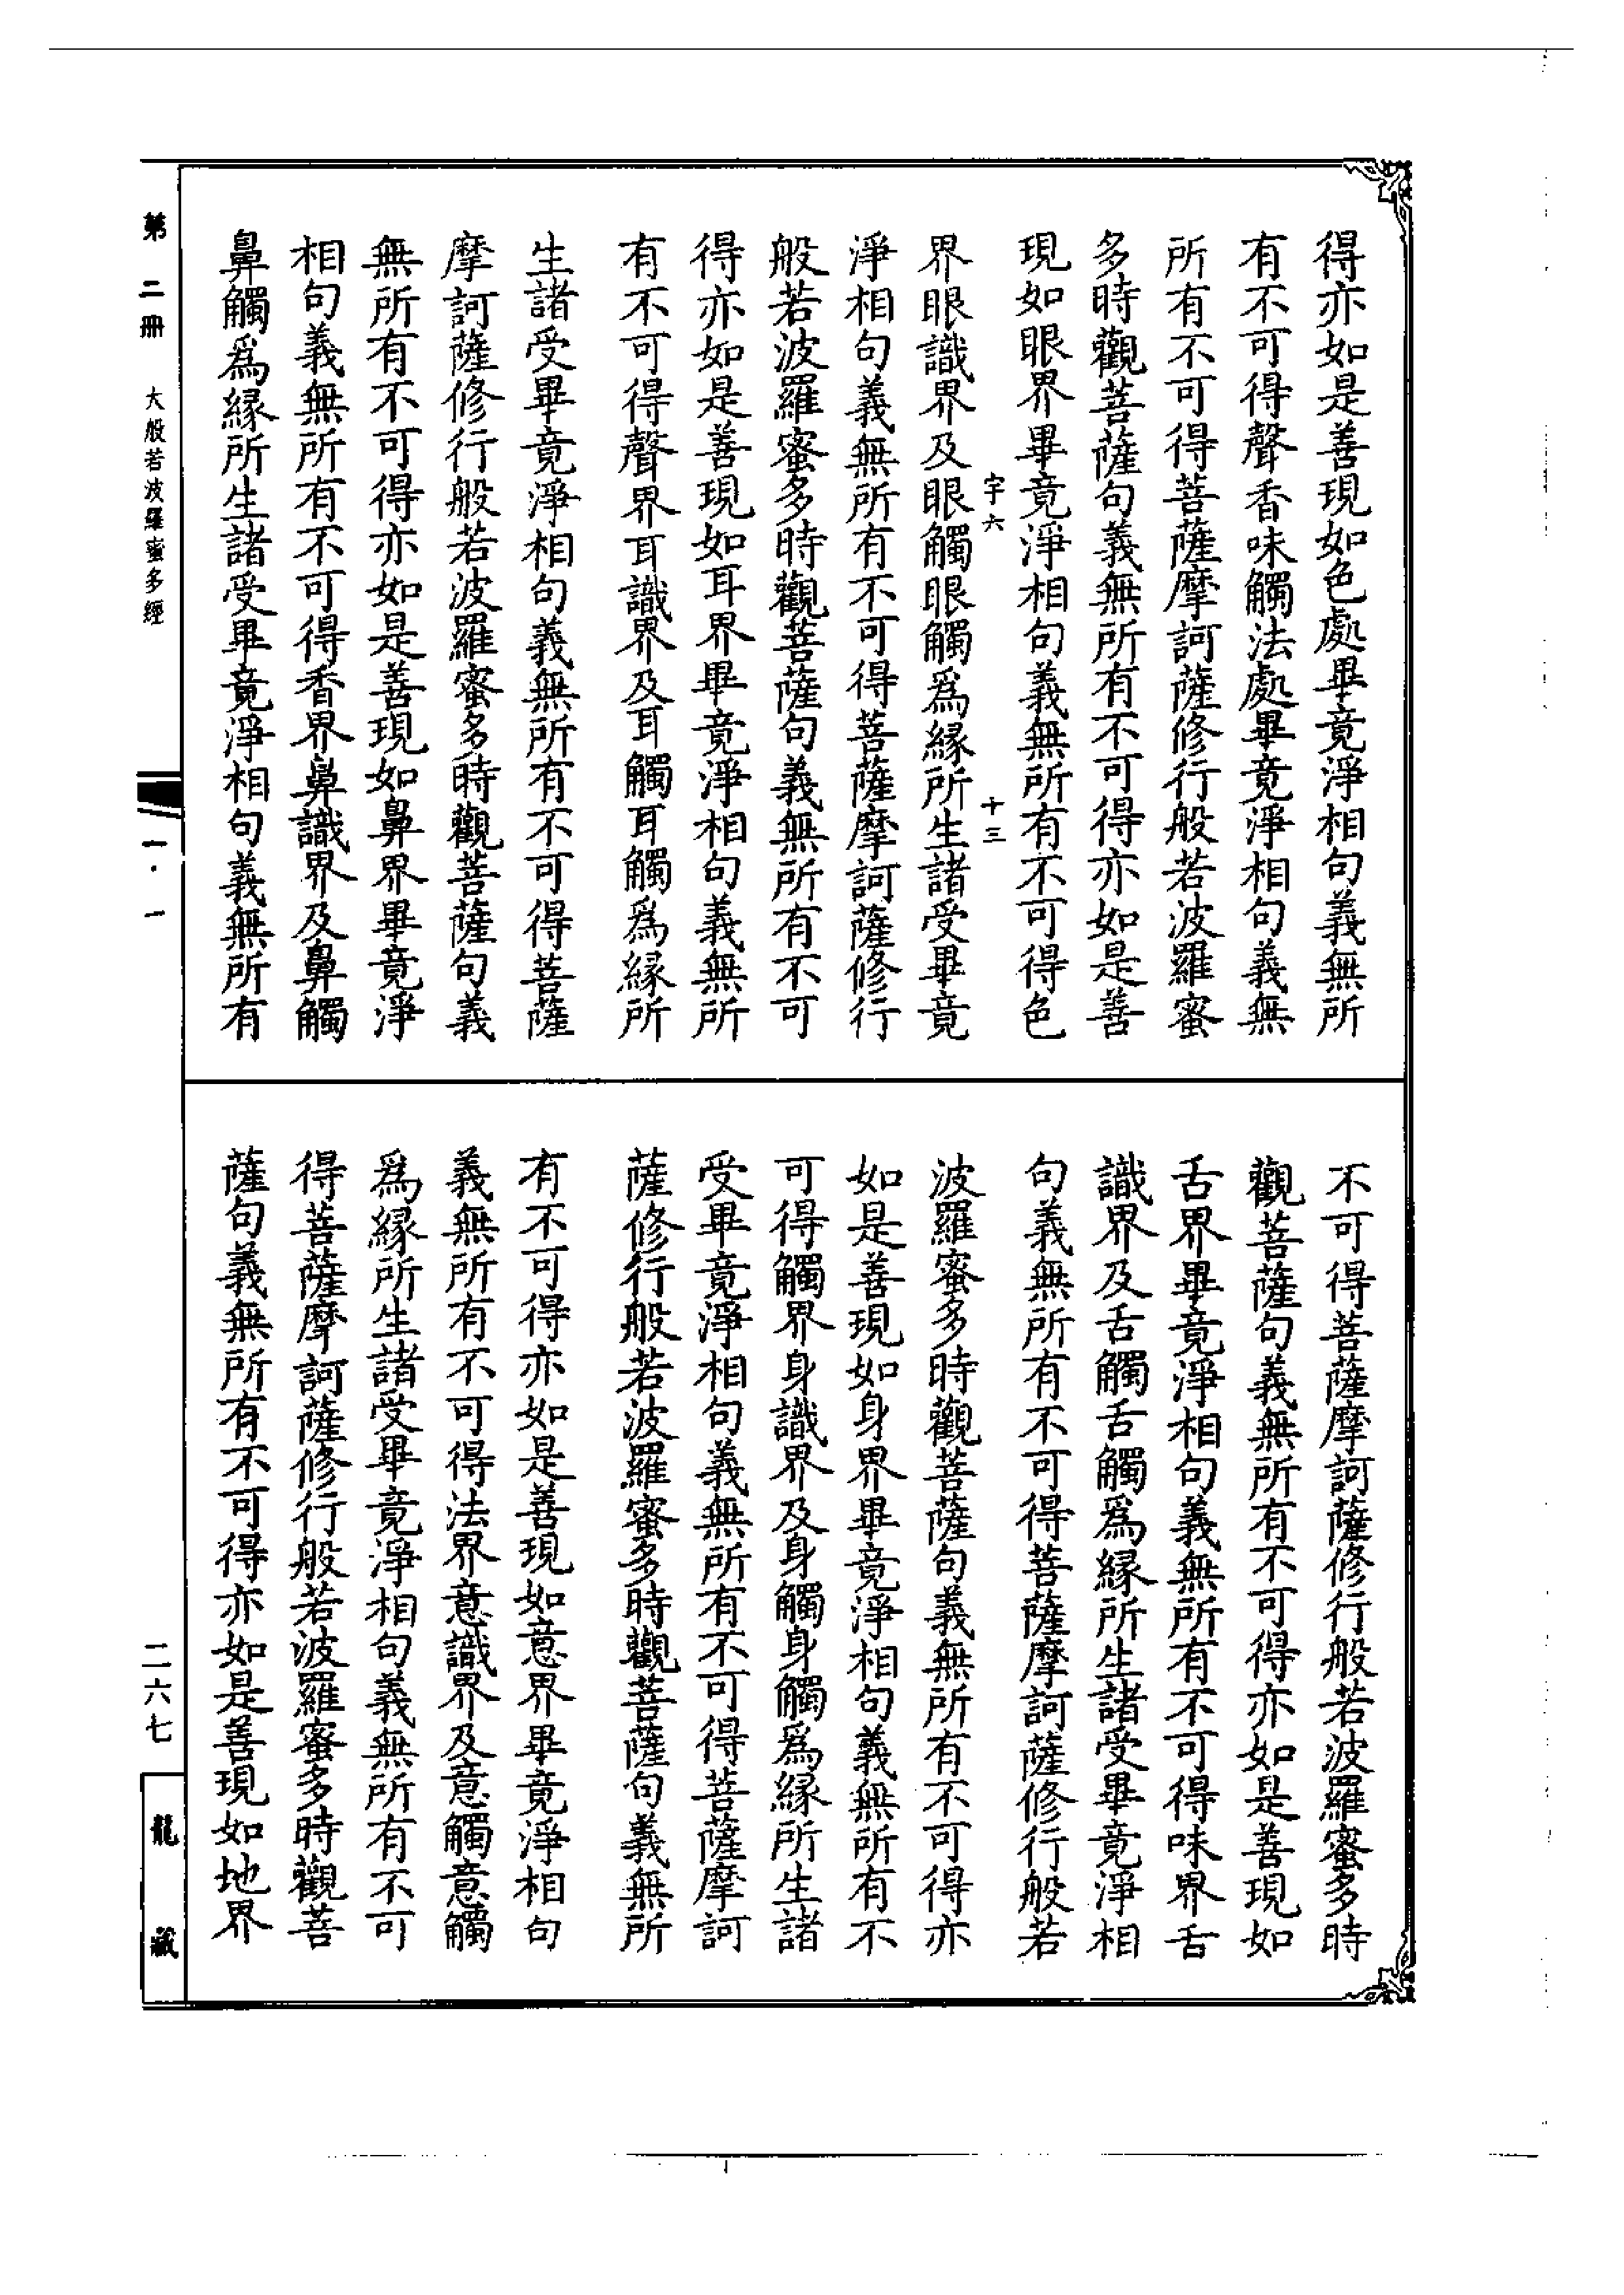 得亦如是善現如色處畢竟淨相句義無所
有不可得聲香味觸法處畢竟淨相句義無
所有不可得菩薩摩訶薩修行般若波羅蜜
多時觀菩薩句義無所有不可得亦如是善
現如眼界畢竟淨相句義無所有不可得色
字六 十三
界眼識界及眼觸眼觸爲緣所生諸受畢竟
淨相句義無所有不可得菩薩摩訶薩修行
般若波羅蜜多時觀菩薩句義無所有不可
得亦如是善現如耳界畢竟淨相句義無所
有不可得聲界耳識界及耳觸耳觸爲緣所
生諸受畢竟淨相句義無所有不可得菩薩
摩訶薩修行般若波羅蜜多時觀菩薩句義
無所有不可得亦如是善現如鼻界畢竟淨
相句義無所有不可得香界鼻識界及鼻觸
鼻觸爲緣所生諸受畢竟淨相句義無所有
不可得菩薩摩訶薩修行般若波羅蜜多時
觀菩薩句義無所有不可得亦如是善現如
舌界畢竟淨相句義無所有不可得味界舌
識界及舌觸舌觸爲緣所生諸受畢竟淨相
句義無所有不可得菩薩摩訶薩修行般若
波羅蜜多時觀菩薩句義無所有不可得亦
如是善現如身界畢竟淨相句義無所有不
可得觸界身識界及身觸身觸爲緣所生諸
受畢竟淨相句義無所有不可得菩薩摩訶
薩修行般若波羅蜜多時觀菩薩句義無所
有不可得亦如是善現如意界畢竟淨相句
義無所有不可得法界意識界及意觸意觸
爲緣所生諸受畢竟淨相句義無所有不可
得菩薩摩訶薩修行般若波羅蜜多時觀菩
薩句義無所有不可得亦如是善現如地界
第二冊 大般若波羅蜜多經 一·一 二六七 龍藏